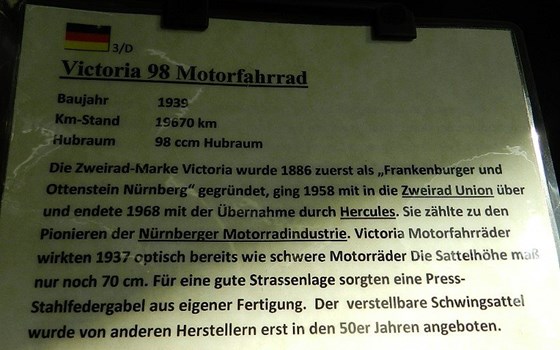 3/D
Victoria 98 Motorfahrrad
Baujahr 1939
Km-Stand 19670 km
Hubraum 98 ccm Hubraum
Die Zweirad-Marke Victoria wurde 1886 zuerst als „Frankenburger und
Ottenstein Nürnberg“ gegründet, ging 1958 mit in die Zweirad Union über
und endete 1968 mit der Übernahme durch Hercules. Sie zählte zu den
Pionieren der Nürnberger Motorradindustrie. Victoria Motorfahrräder
wirkten 1937 optisch bereits wie schwere Motorräder Die Sattelhöhe maß
nur noch 70 cm. Für eine gute Strassenlage sorgten eine Press-
Stahlfedergabel aus eigener Fertigung. Der verstellbare Schwingsattel
wurde von anderen Herstellern erst in den 50er Jahren angeboten.